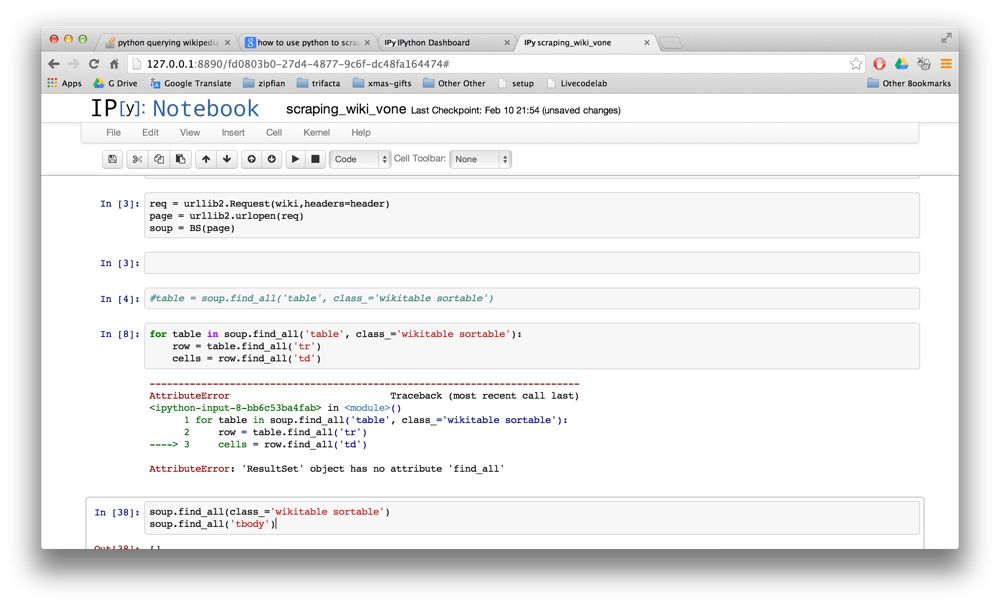 python querying wikipedia
how to use python to scra
IPy IPython Dashboard
IPy scraping_wiki_vone
127.0.0.1:8890/fd0803b0-27d4-4877-9c6f-dc48fa164474#
Apps G Drive Google Translate zipfian trifacta xmas-gifts Other Other setup Livecodelab Other Bookmarks
IP[y]: Notebook scraping_wiki_vone Last Checkpoint: Feb 10 21:54 (unsaved changes)
File Edit View Insert Cell Kernel Help
Code Cell Toolbar: None
In [3]: req = urllib2.Request(wiki,headers=header)
page = urllib2.urlopen(req)
soup = BS(page)
In [3]:
In [4]: #table = soup.find_all('table', class_='wikitable sortable')
In [8]: for table in soup.find_all('table', class_='wikitable sortable'):
row = table.find_all('tr')
cells = row.find_all('td')
---------------------------------------------------------------------------
AttributeError Traceback (most recent call last)
<ipython-input-8-bb6c53ba4fab> in <module>()
1 for table in soup.find_all('table', class_='wikitable sortable'):
2 row = table.find_all('tr')
----> 3 cells = row.find_all('td')
AttributeError: 'ResultSet' object has no attribute 'find_all'
In [38]: soup.find_all(class_='wikitable sortable')
soup.find_all('tbody')
Out[38]: []